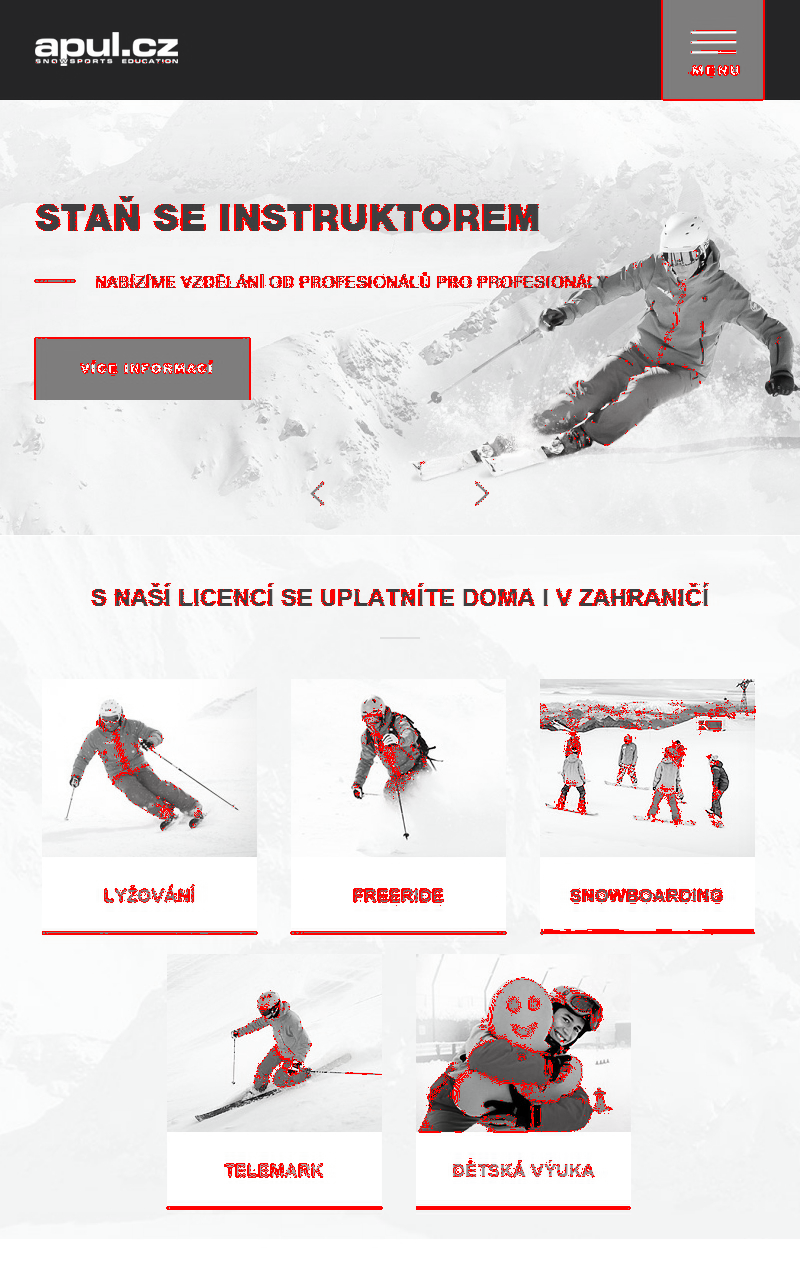 apul.cz
SNOWSPORTS EDUCATION
MENU
STAŇ SE INSTRUKTOREM
NABÍZÍME VZDĚLÁNÍ OD PROFESIONÁLŮ PRO PROFESIONÁLY
VÍCE INFORMACÍ
S NAŠÍ LICENCÍ SE UPLATNÍTE DOMA I V ZAHRANIČÍ
LYŽOVÁNÍ
FREERIDE
SNOWBOARDING
TELEMARK
DĚTSKÁ VÝUKA